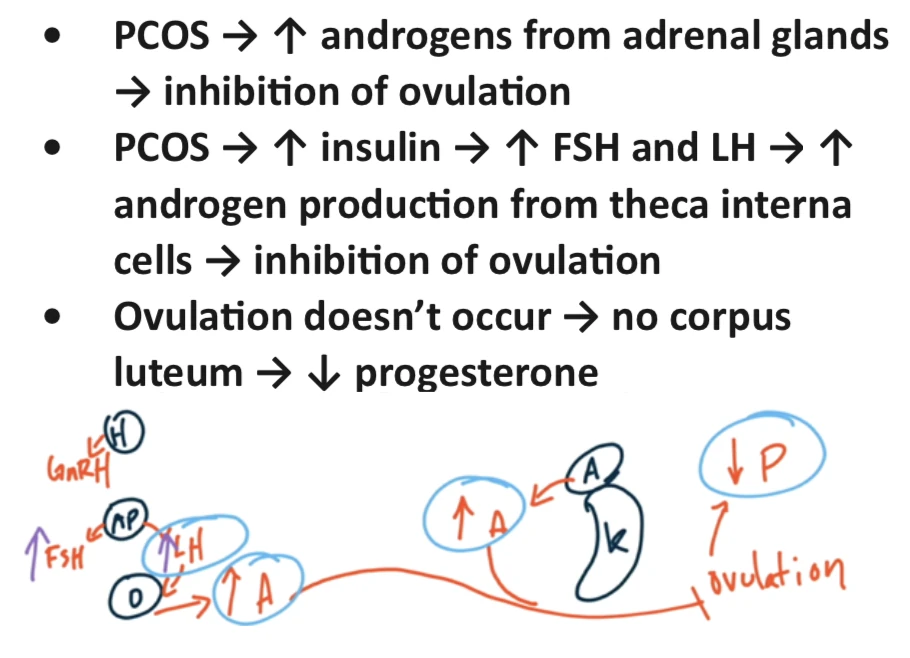 • PCOS → ↑ androgens from adrenal glands
→ inhibition of ovulation
• PCOS → ↑ insulin → ↑ FSH and LH → ↑
androgen production from theca interna
cells → inhibition of ovulation
• Ovulation doesn’t occur → no corpus
luteum → ↓ progesterone
H
GnRH
AP
↑ FSH
↑ LH
O
↑ A
↑ A
A
K
↓ P
ovulation